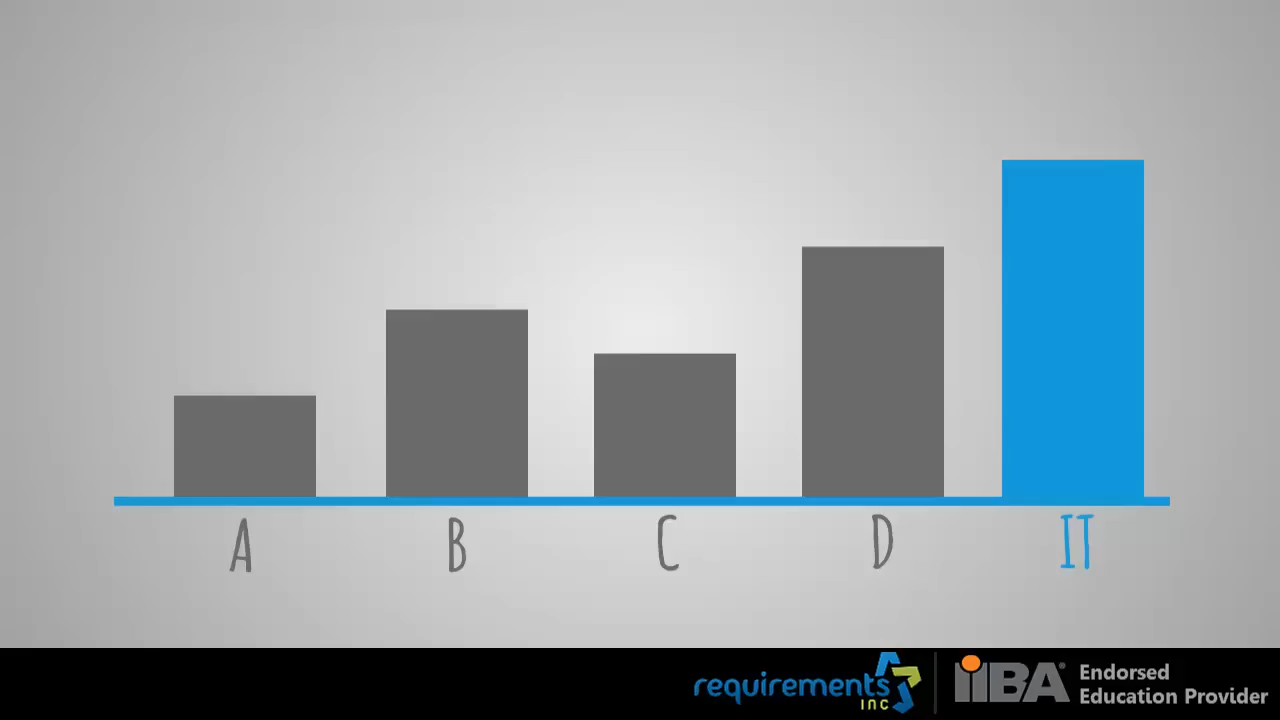 A B C D IT
requirements
INC
iiBA
Endorsed
Education Provider